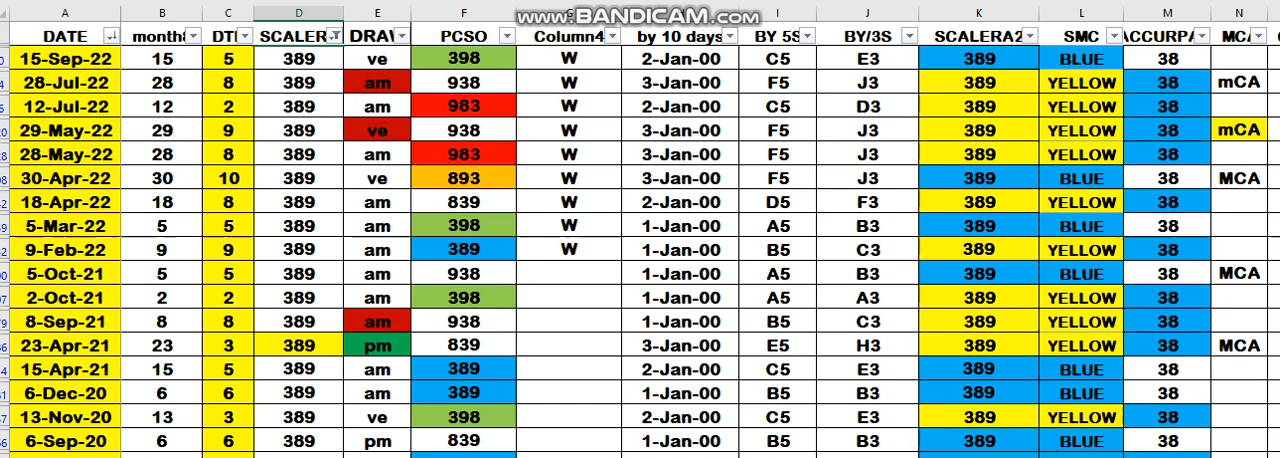 www.BANDICAM.com
A B C D E F G H I J K L M N
DATE month DT SCALER DRAW PCSO Column4 by 10 days BY 5S BY/3S SCALERA2 SMC ACCURPA MCA
15-Sep-22 15 5 389 ve 398 W 2-Jan-00 C5 E3 389 BLUE 38
28-Jul-22 28 8 389 am 938 W 3-Jan-00 F5 J3 389 YELLOW 38 mCA
12-Jul-22 12 2 389 am 983 W 2-Jan-00 C5 D3 389 YELLOW 38
29-May-22 29 9 389 ve 938 W 3-Jan-00 F5 J3 389 YELLOW 38 mCA
28-May-22 28 8 389 am 983 W 3-Jan-00 F5 J3 389 YELLOW 38
30-Apr-22 30 10 389 ve 893 W 3-Jan-00 F5 J3 389 BLUE 38 MCA
18-Apr-22 18 8 389 am 839 W 2-Jan-00 D5 F3 389 YELLOW 38
5-Mar-22 5 5 389 am 398 W 1-Jan-00 A5 B3 389 BLUE 38
9-Feb-22 9 9 389 am 389 W 1-Jan-00 B5 C3 389 YELLOW 38
5-Oct-21 5 5 389 am 938 1-Jan-00 A5 B3 389 BLUE 38 MCA
2-Oct-21 2 2 389 am 398 1-Jan-00 A5 A3 389 YELLOW 38
8-Sep-21 8 8 389 am 938 1-Jan-00 B5 C3 389 YELLOW 38
23-Apr-21 23 3 389 pm 839 3-Jan-00 E5 H3 389 YELLOW 38 MCA
15-Apr-21 15 5 389 am 389 2-Jan-00 C5 E3 389 BLUE 38
6-Dec-20 6 6 389 am 389 1-Jan-00 B5 B3 389 BLUE 38
13-Nov-20 13 3 389 ve 398 2-Jan-00 C5 E3 389 YELLOW 38
6-Sep-20 6 6 389 pm 839 1-Jan-00 B5 B3 389 BLUE 38